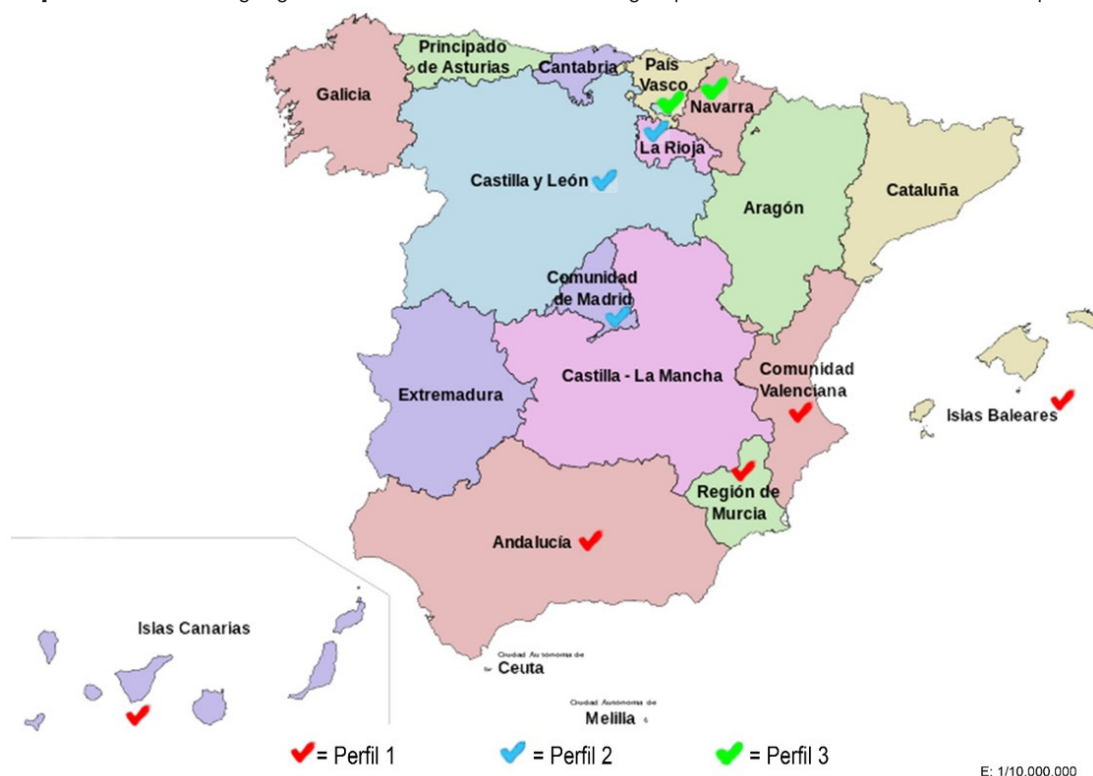 Principado
de Asturias
Cantabria
País
Vasco
Galicia
Navarra
La Rioja
Castilla y León
Aragón
Cataluña
Comunidad
de Madrid
Comunidad
Valenciana
Castilla - La Mancha
Extremadura
Islas Baleares
Región de
Murcia
Andalucía
Islas Canarias
Ciudad Autónoma de
Ceuta
Ciudad Autónoma de
Melilla
= Perfil 1
= Perfil 2
= Perfil 3
E: 1/10.000.000